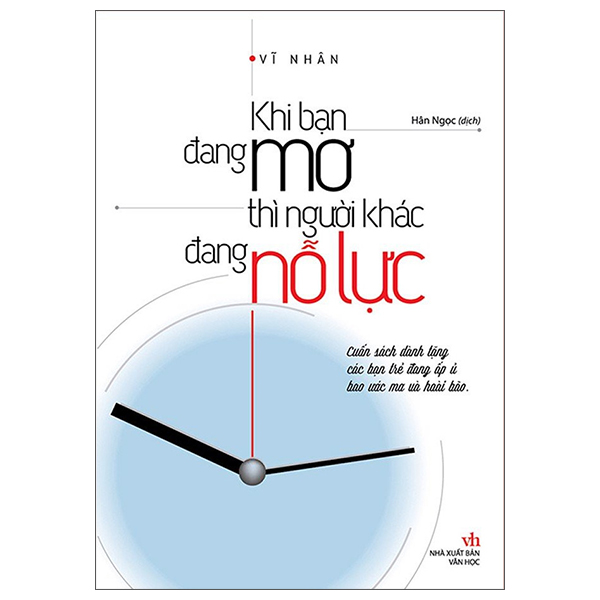 VĨ NHÂN
Khi bạn
Hân Ngọc (dịch)
đang mơ
thì người khác
đang nỗ lực
Cuốn sách dành tặng
các bạn trẻ đang ấp ủ
bao ước mơ và hoài bão.
vh
NHÀ XUẤT BẢN
VĂN HỌC